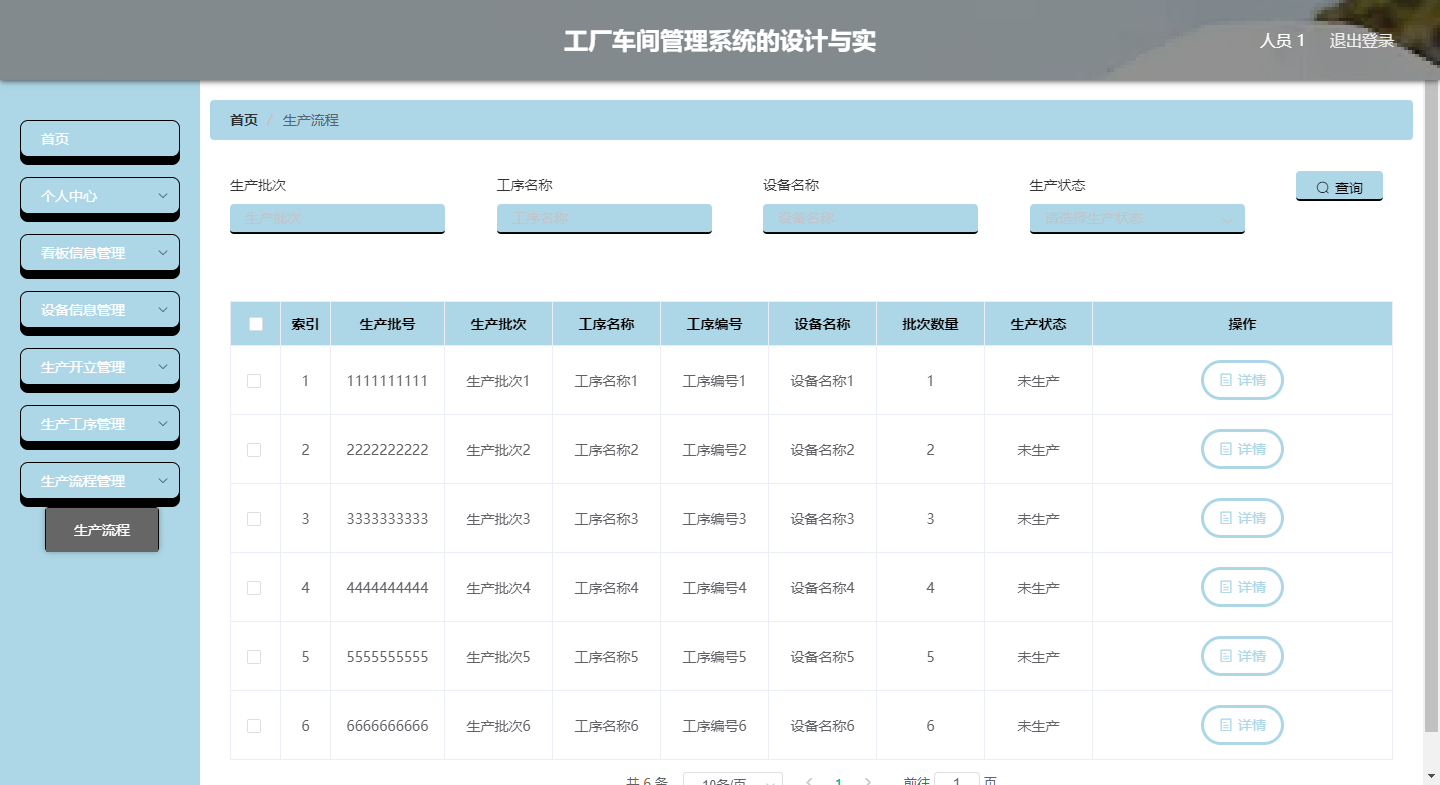 工厂车间管理系统的设计与实
人员 1 退出登录
首页
个人中心
看板信息管理
设备信息管理
生产开立管理
生产工序管理
生产流程管理
生产流程
首页 / 生产流程
生产批次 工序名称 设备名称 生产状态
生产批次 工序名称 设备名称 请选择生产状态 查询
索引 生产批号 生产批次 工序名称 工序编号 设备名称 批次数量 生产状态 操作
1 1111111111 生产批次1 工序名称1 工序编号1 设备名称1 1 未生产 详情
2 2222222222 生产批次2 工序名称2 工序编号2 设备名称2 2 未生产 详情
3 3333333333 生产批次3 工序名称3 工序编号3 设备名称3 3 未生产 详情
4 4444444444 生产批次4 工序名称4 工序编号4 设备名称4 4 未生产 详情
5 5555555555 生产批次5 工序名称5 工序编号5 设备名称5 5 未生产 详情
6 6666666666 生产批次6 工序名称6 工序编号6 设备名称6 6 未生产 详情
共 6 条 10条/页 1 前往 1 页